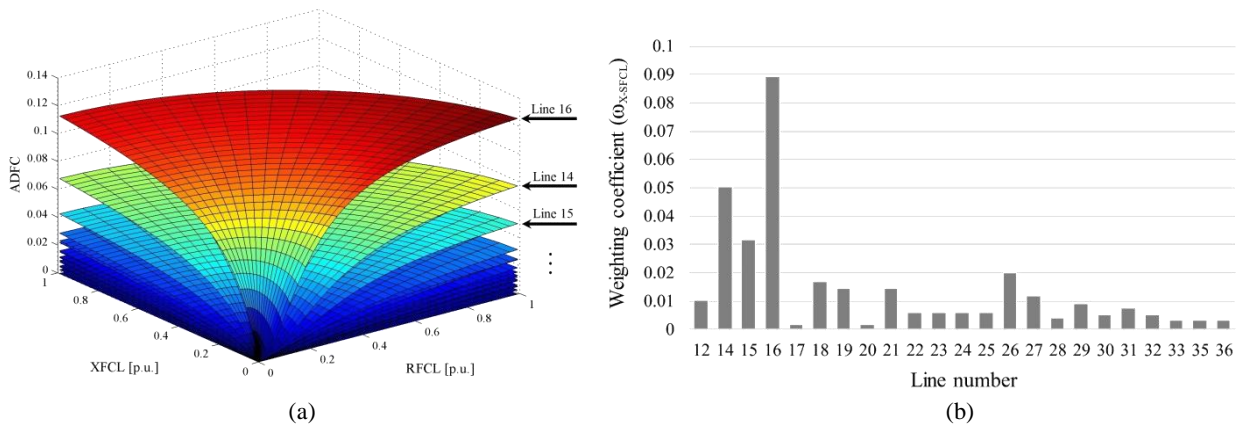 0.14
0.12
0.1
0.08
0.06
0.04
0.02
0
ADFC
1
0.8
0.6
0.4
0.2
0
XFCL [p.u.]
0
0.2
0.4
0.6
0.8
1
RFCL [p.u.]
Line 16
Line 14
Line 15
(a)
0.1
0.09
0.08
0.07
0.06
0.05
0.04
0.03
0.02
0.01
0
Weighting coefficient (ωX-SFCL)
12 14 15 16 17 18 19 20 21 22 23 24 25 26 27 28 29 30 31 32 33 35 36
Line number
(b)